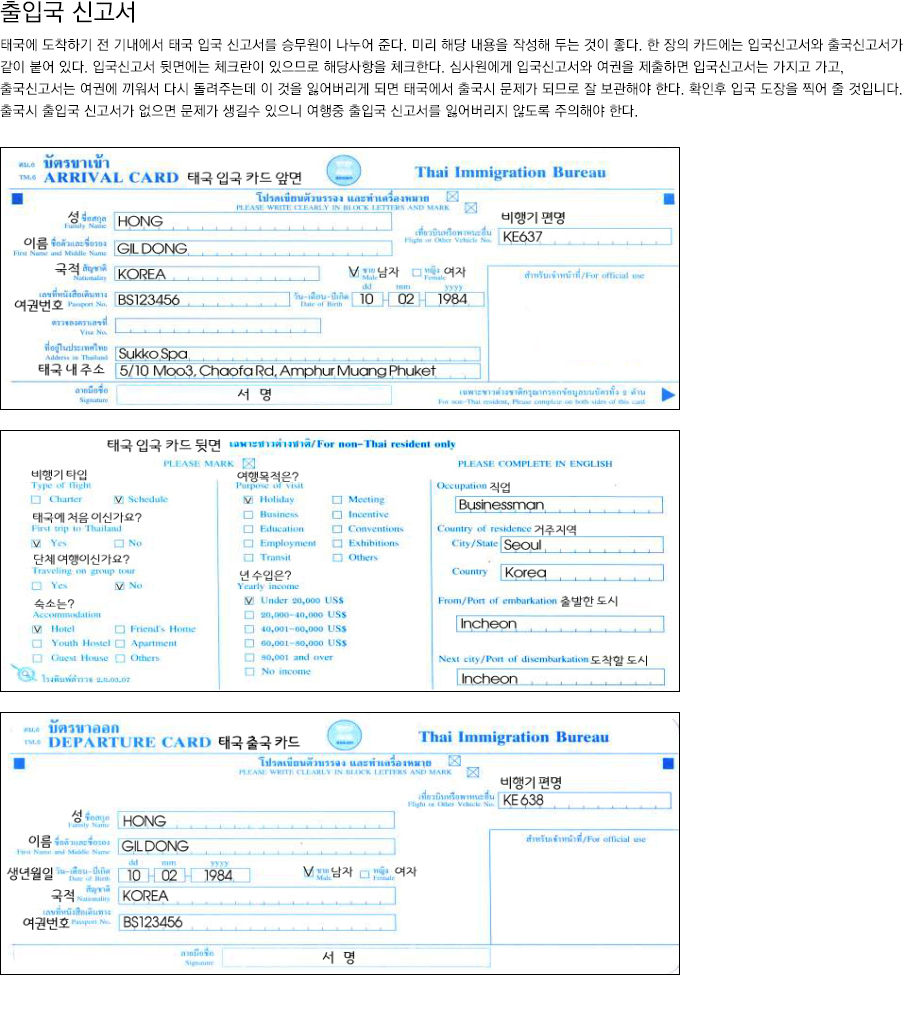 출입국 신고서
태국에 도착하기 전 기내에서 태국 입국 신고서를 승무원이 나누어 준다. 미리 해당 내용을 작성해 두는 것이 좋다. 한 장의 카드에는 입국신고서와 출국신고서가
같이 붙어 있다. 입국신고서 뒷면에는 체크란이 있으므로 해당사항을 체크한다. 심사원에게 입국신고서와 여권을 제출하면 입국신고서는 가지고 가고,
출국신고서는 여권에 끼워서 다시 돌려주는데 이 것을 잃어버리게 되면 태국에서 출국시 문제가 되므로 잘 보관해야 한다. 확인후 입국 도장을 찍어 줄 것입니다.
출국시 출입국 신고서가 없으면 문제가 생길수 있으니 여행중 출입국 신고서를 잃어버리지 않도록 주의해야 한다.
ตม.6 บัตรขาเข้า
TM.6 ARRIVAL CARD 태국 입국 카드 앞면 Thai Immigration Bureau
โปรดเขียนตัวบรรจง และทำเครื่องหมาย
PLEASE WRITE CLEARLY IN BLOCK LETTERS AND MARK
성 ชื่อสกุล Family Name HONG
비행기 편명
เที่ยวบินหรือพาหนะอื่น
Flight or Other Vehicle No. KE637
이름 ชื่อตัวและชื่อรอง
First Name and Middle Name GIL DONG
국적 สัญชาติ Nationality KOREA V ชาย Male 남자 หญิง Female 여자
สำหรับเจ้าหน้าที่/For official use
เลขที่หนังสือเดินทาง
여권번호 Passport No. BS123456 วัน-เดือน-ปีเกิด Date of Birth dd 10 mm 02 yyyy 1984
ตรวจลงตราเลขที่
Visa No.
ที่อยู่ในประเทศไทย
Address in Thailand Sukko Spa
태국 내 주소 5/10 Moo3, Chaofa Rd, Amphur Muang Phuket
ลายมือชื่อ
Signature 서 명
เฉพาะชาวต่างชาติกรุณากรอกข้อมูลบนบัตรทั้ง 2 ด้าน
For non-Thai resident, Please complete on both sides of this card
태국 입국 카드 뒷면 เฉพาะชาวต่างชาติ/For non-Thai resident only
PLEASE MARK
PLEASE COMPLETE IN ENGLISH
비행기 타입
Type of flight
Charter V Schedule
태국에 처음 이신가요?
First trip to Thailand
V Yes No
단체 여행이신가요?
Traveling on group tour
Yes V No
숙소는?
Accommodation
V Hotel Friend's Home
Youth Hostel Apartment
Guest House Others
여행목적은?
Purpose of visit
V Holiday Meeting
Business Incentive
Education Conventions
Employment Exhibitions
Transit Others
년 수입은?
Yearly income
V Under 20,000 US$
20,000-40,000 US$
40,001-60,000 US$
60,001-80,000 US$
80,001 and over
No income
Occupation 직업
Businessman
Country of residence 거주지역
City/State Seoul
Country Korea
From/Port of embarkation 출발한 도시
Incheon
Next city/Port of disembarkation 도착할 도시
Incheon
ตม.6 บัตรขาออก
TM.6 DEPARTURE CARD 태국 출국 카드 Thai Immigration Bureau
โปรดเขียนตัวบรรจง และทำเครื่องหมาย
PLEASE WRITE CLEARLY IN BLOCK LETTERS AND MARK
비행기 편명
เที่ยวบินหรือพาหนะอื่น
Flight or Other Vehicle No. KE 638
성 ชื่อสกุล Family Name HONG
이름 ชื่อตัวและชื่อรอง
First Name and Middle Name GIL DONG
สำหรับเจ้าหน้าที่/For official use
생년월일 วัน-เดือน-ปีเกิด Date of Birth dd 10 mm 02 yyyy 1984 V ชาย Male 남자 หญิง Female 여자
국적 สัญชาติ Nationality KOREA
เลขที่หนังสือเดินทาง
여권번호 Passport No. BS123456
ลายมือชื่อ
Signature 서 명